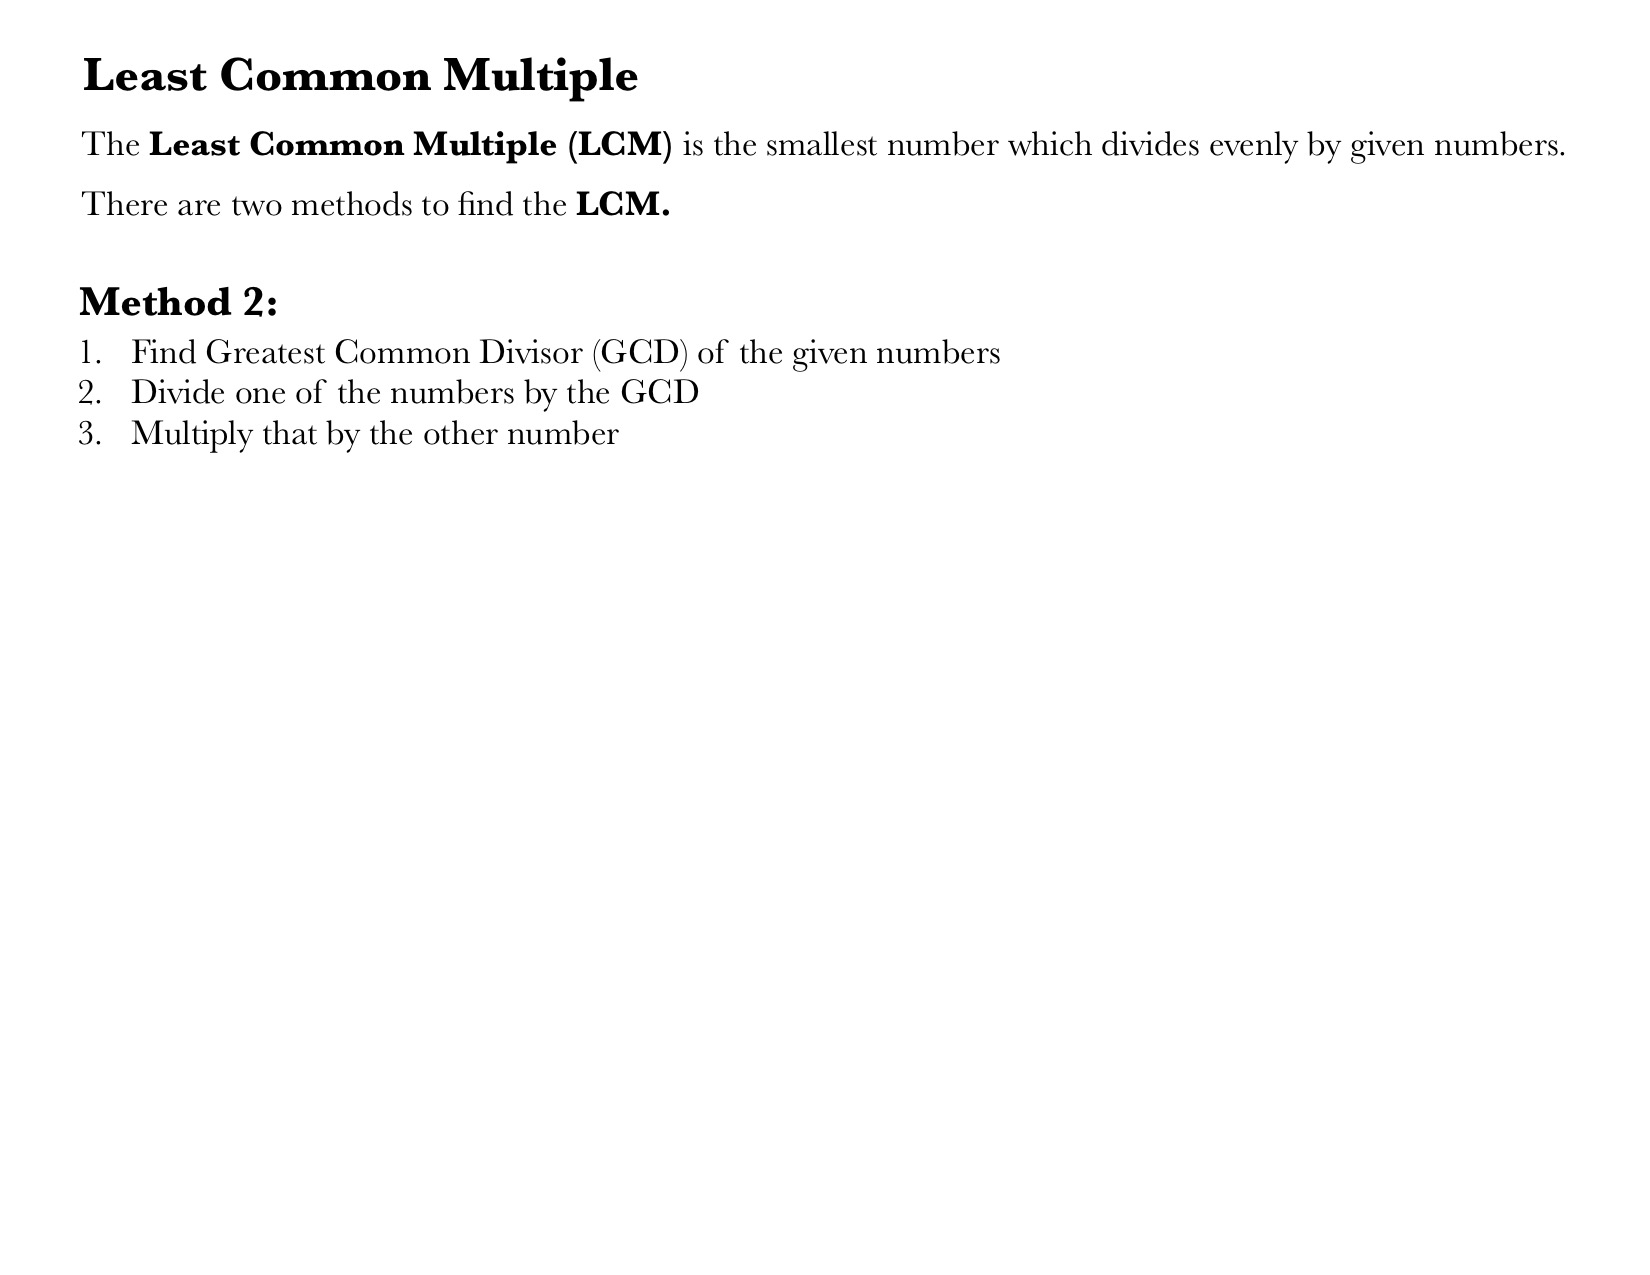 Least Common Multiple
The Least Common Multiple (LCM) is the smallest number which divides evenly by given numbers.
There are two methods to find the LCM.
Method 2:
1. Find Greatest Common Divisor (GCD) of the given numbers
2. Divide one of the numbers by the GCD
3. Multiply that by the other number